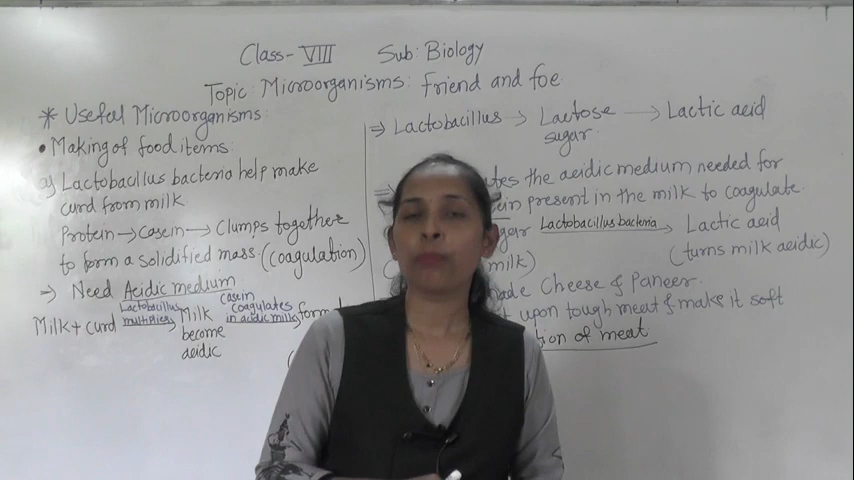 Class-VIII Sub: Biology
Topic: Microorganisms: Friend and foe.
* Useful Microorganisms:
• Making of food items:
a) Lactobacillus bacteria help make
curd from milk
Protein → Casein → Clumps together
to form a solidified mass. (coagulation)
→ Need Acidic medium
Milk + curd Lactobacillus multiplies → Milk become acidic casein coagulates in acidic milk → form
⇒ Lactobacillus → Lactose sugar → Lactic acid
the acidic medium needed for
present in the milk to coagulate.
Lactobacillus bacteria → Lactic acid
milk) (turns milk acidic)
Cheese & Paneer.
upon tough meat & make it soft
of meat